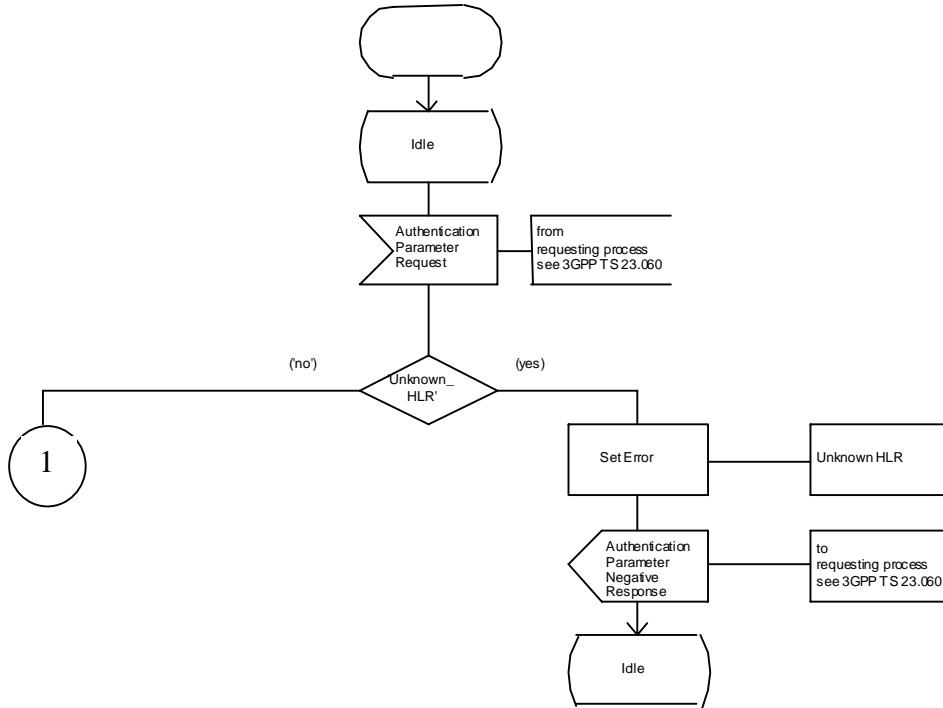 Idle
Authentication
Parameter
Request
from
requesting process
see 3GPP TS 23.060
('no')
'Unknown_
HLR'
(yes)
1
Set Error
Unknown HLR
Authentication
Parameter
Negative
Response
to
requesting process
see 3GPP TS 23.060
Idle